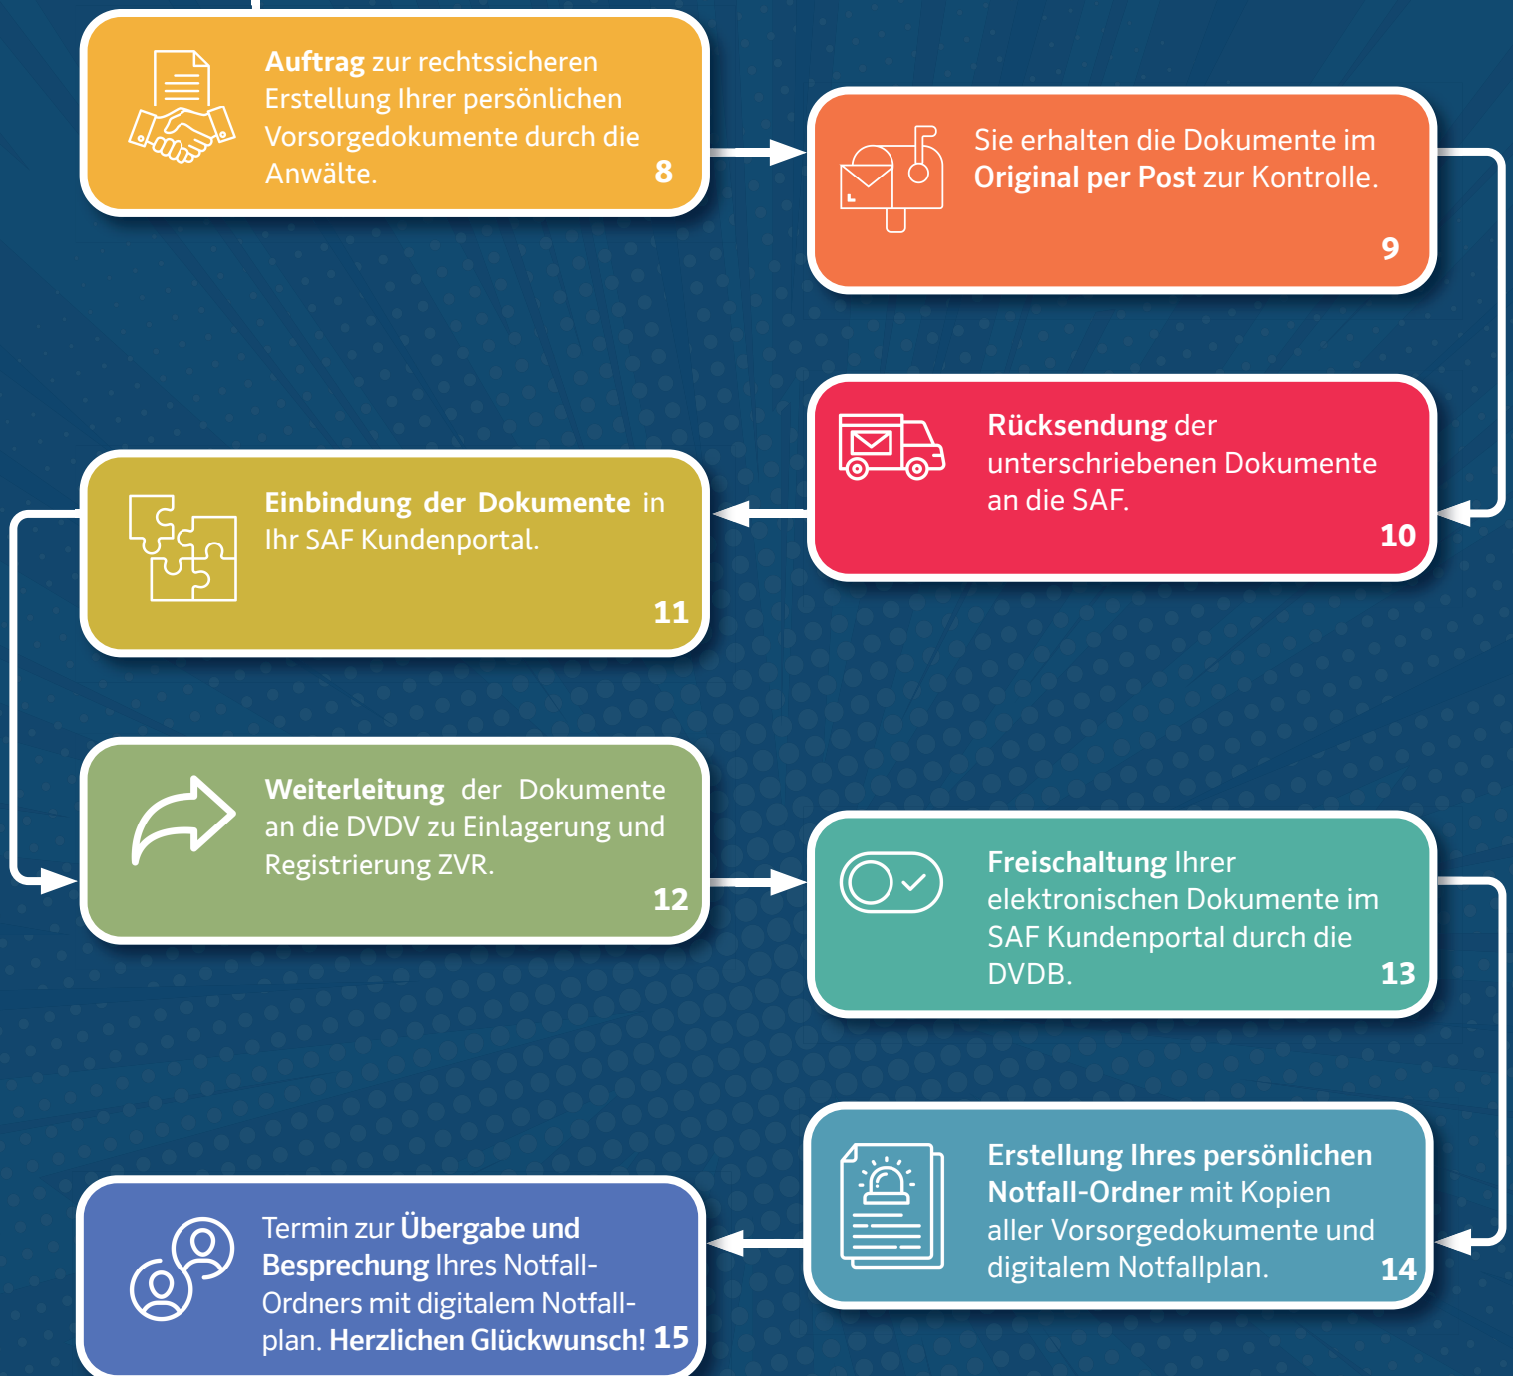 Auftrag zur rechtssicheren
Erstellung Ihrer persönlichen
Vorsorgedokumente durch die
Anwälte.
8
Sie erhalten die Dokumente im
Original per Post zur Kontrolle.
9
Rücksendung der
unterschriebenen Dokumente
an die SAF.
10
Einbindung der Dokumente in
Ihr SAF Kundenportal.
11
Weiterleitung der Dokumente
an die DVDV zu Einlagerung und
Registrierung ZVR.
12
Freischaltung Ihrer
elektronischen Dokumente im
SAF Kundenportal durch die
DVDB.
13
Erstellung Ihres persönlichen
Notfall-Ordner mit Kopien
aller Vorsorgedokumente und
digitalem Notfallplan.
14
Termin zur Übergabe und
Besprechung Ihres Notfall-
Ordners mit digitalem Notfall-
plan. Herzlichen Glückwunsch!
15